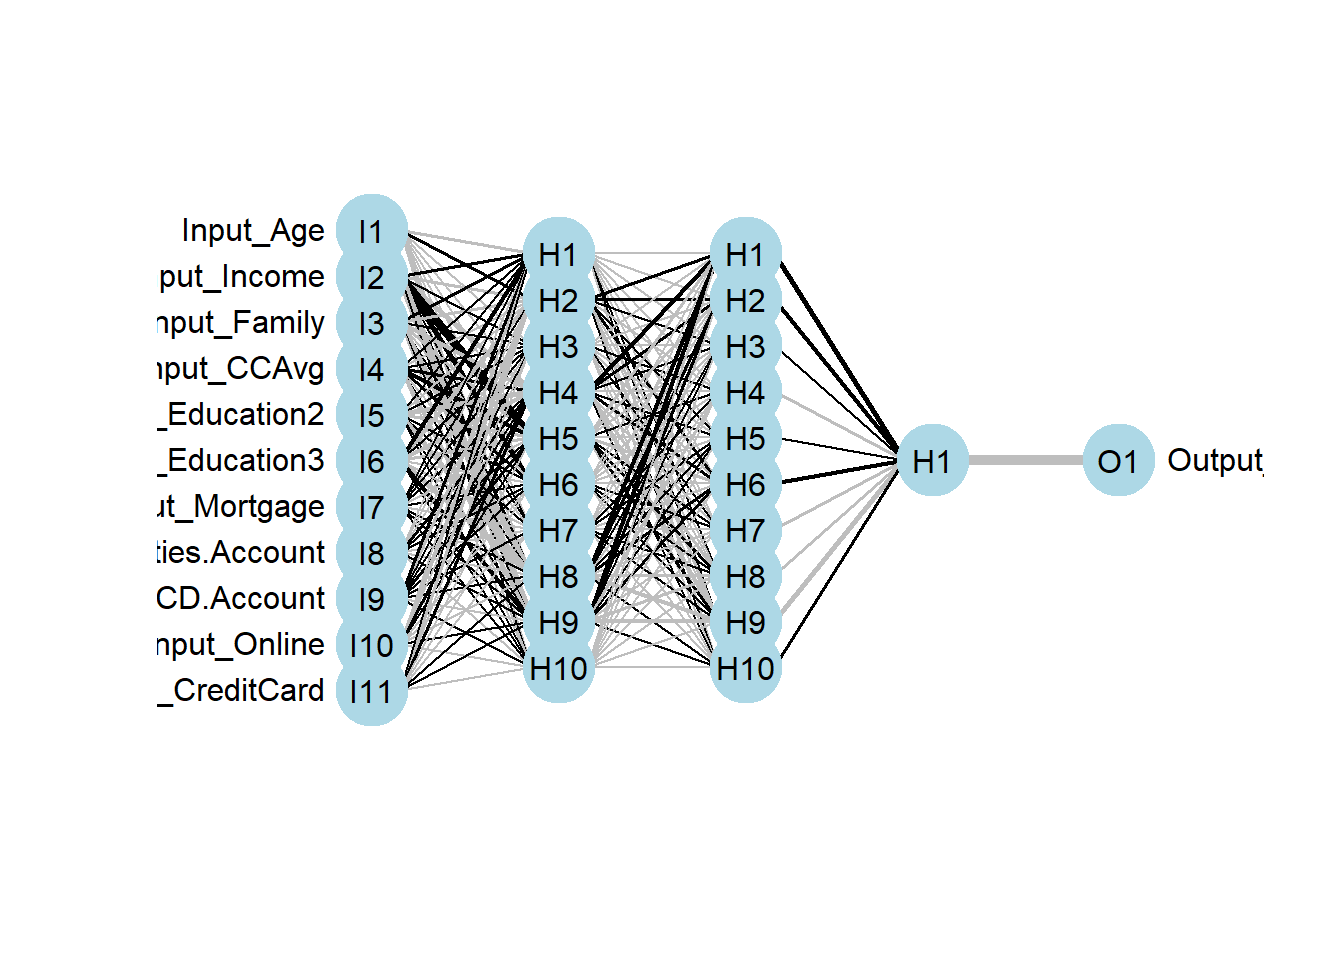 Input_Age
put_Income
nput_Family
nput_CCAvg
_Education2
_Education3
ut_Mortgage
ties.Account
CD.Account
nput_Online
_CreditCard
I1
I2
I3
I4
I5
I6
I7
I8
I9
I10
I11
H1
H2
H3
H4
H5
H6
H7
H8
H9
H10
H1
H2
H3
H4
H5
H6
H7
H8
H9
H10
H1
O1
Output_